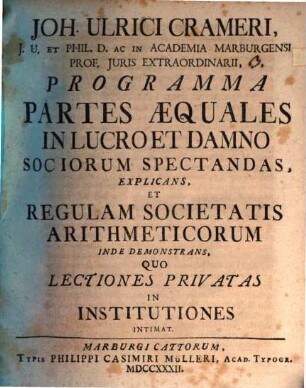 JOH. ULRICI CRAMERI,
J. U. ET PHIL. D. AC IN ACADEMIA MARBURGENSI
PROF. JURIS EXTRAORDINARII,
PROGRAMMA
PARTES ÆQUALES
IN LUCRO ET DAMNO
SOCIORUM SPECTANDAS,
EXPLICANS,
ET
REGULAM SOCIETATIS
ARITHMETICORUM
INDE DEMONSTRANS,
QUO
LECTIONES PRIVATAS
IN
INSTITUTIONES
INTIMAT.
MARBURGI CATTORUM,
TYPIS PHILIPPI CASIMIRI MüLLERI, ACAD. TYPOGR.
MDCCXXXII.